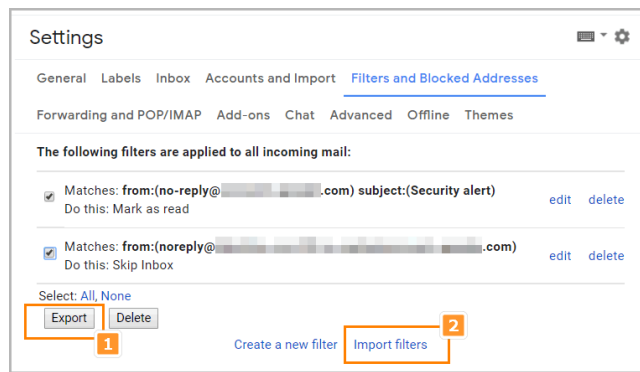 Settings
General Labels Inbox Accounts and Import Filters and Blocked Addresses
Forwarding and POP/IMAP Add-ons Chat Advanced Offline Themes
The following filters are applied to all incoming mail:
Matches: from:(no-reply@ .com) subject:(Security alert)
edit delete
Do this: Mark as read
Matches: from:(noreply@ .com)
edit delete
Do this: Skip Inbox
Select: All, None
Export Delete
1
2
Create a new filter Import filters